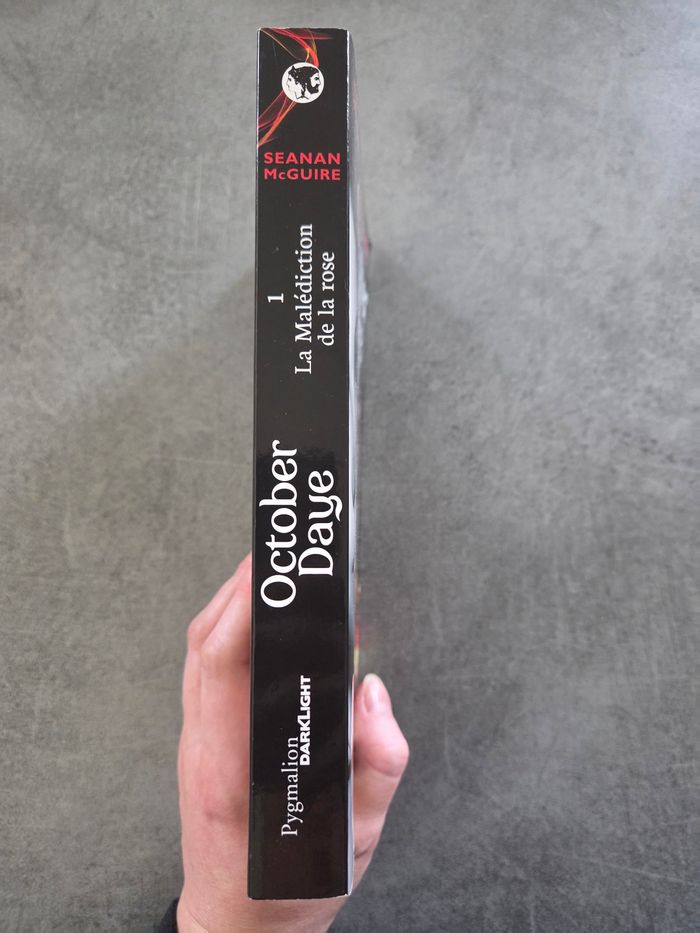 SEANAN
McGUIRE
1
La Malédiction
de la rose
October
Daye
Pygmalion
DARKLIGHT